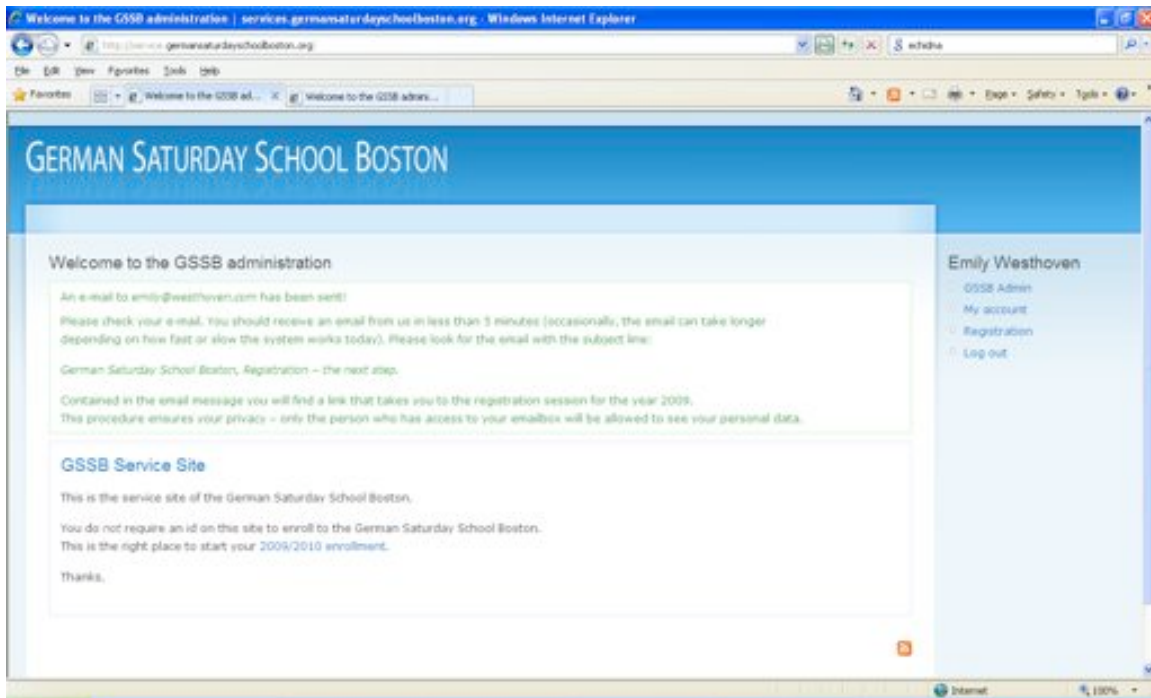 Welcome to the GSSB administration | services.germansaturdayschoolboston.org - Windows Internet Explorer
germansaturdayschoolboston.org
echidna
File Edit View Favorites Tools Help
Favorites Welcome to the GSSB ad... Welcome to the GSSB admini... Page Safety Tools
GERMAN SATURDAY SCHOOL BOSTON
Welcome to the GSSB administration
An e-mail to emily@westhoven.com has been sent!
Please check your e-mail. You should receive an email from us in less than 5 minutes (occasionally, the email can take longer
depending on how fast or slow the system works today). Please look for the email with the subject line:
German Saturday School Boston, Registration – the next step.
Contained in the email message you will find a link that takes you to the registration session for the year 2009.
This procedure ensures your privacy – only the person who has access to your emailbox will be allowed to see your personal data.
GSSB Service Site
This is the service site of the German Saturday School Boston.
You do not require an id on this site to enroll to the German Saturday School Boston.
This is the right place to start your 2009/2010 enrollment.
Thanks.
Emily Westhoven
GSSB Admin
My account
Registration
Log out
Internet 100%